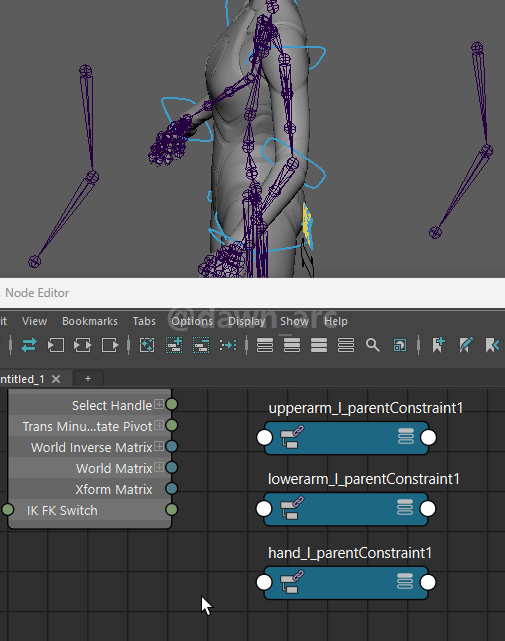 Node Editor
it View Bookmarks Tabs Options Display Show Help
@dawn_arc
ntitled_1 × +
Select Handle
Trans Minu...tate Pivot
World Inverse Matrix
World Matrix
Xform Matrix
IK FK Switch
upperarm_l_parentConstraint1
lowerarm_l_parentConstraint1
hand_l_parentConstraint1